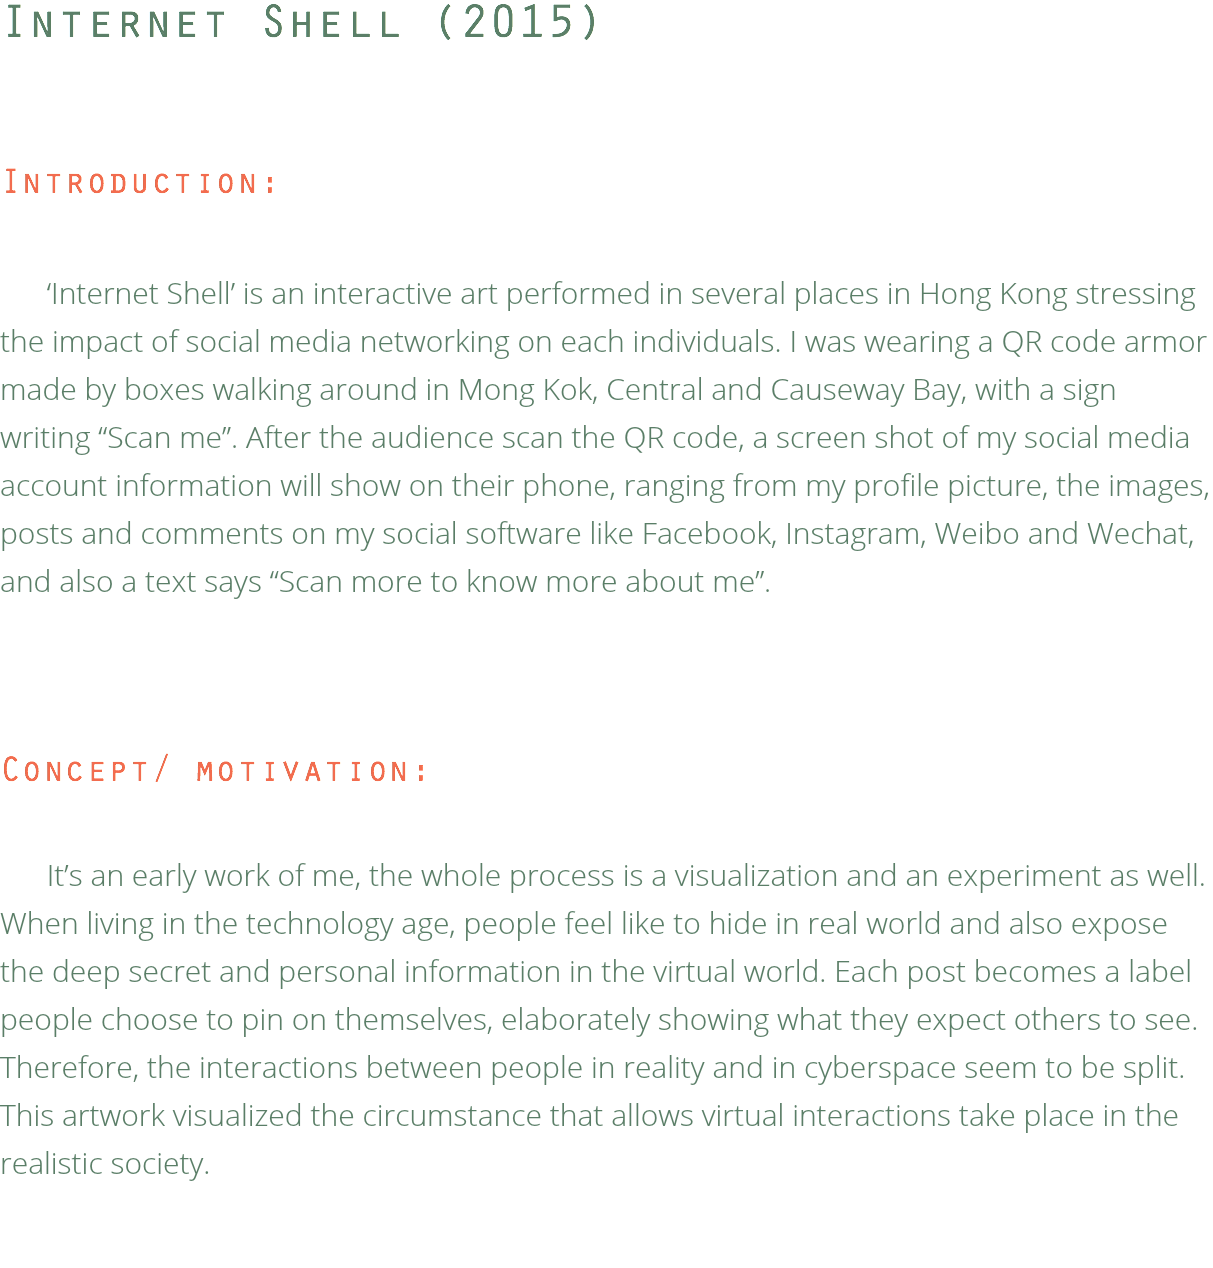 Internet Shell (2015)
Introduction:
‘Internet Shell’ is an interactive art performed in several places in Hong Kong stressing
the impact of social media networking on each individuals. I was wearing a QR code armor
made by boxes walking around in Mong Kok, Central and Causeway Bay, with a sign
writing “Scan me”. After the audience scan the QR code, a screen shot of my social media
account information will show on their phone, ranging from my profile picture, the images,
posts and comments on my social software like Facebook, Instagram, Weibo and Wechat,
and also a text says “Scan more to know more about me”.
Concept/ motivation:
It’s an early work of me, the whole process is a visualization and an experiment as well.
When living in the technology age, people feel like to hide in real world and also expose
the deep secret and personal information in the virtual world. Each post becomes a label
people choose to pin on themselves, elaborately showing what they expect others to see.
Therefore, the interactions between people in reality and in cyberspace seem to be split.
This artwork visualized the circumstance that allows virtual interactions take place in the
realistic society.